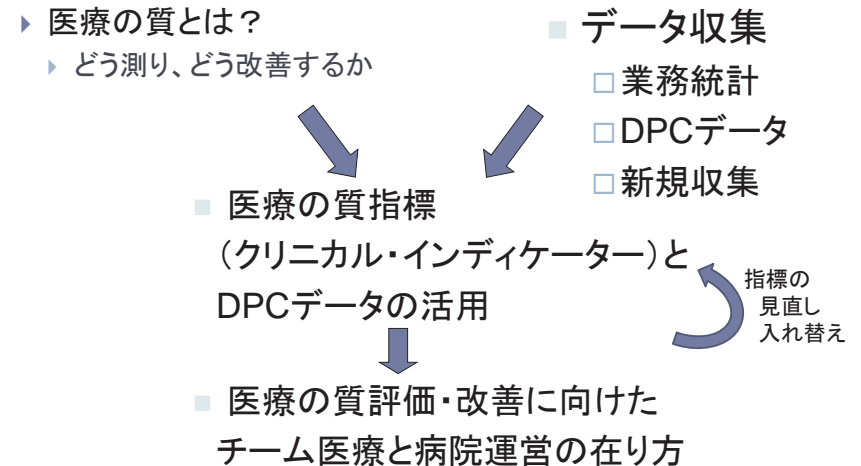 医療の質とは？
どう測り、どう改善するか
データ収集
業務統計
DPCデータ
新規収集
医療の質指標
（クリニカル・インディケーター）と
DPCデータの活用
指標の
見直し
入れ替え
医療の質評価・改善に向けた
チーム医療と病院運営の在り方